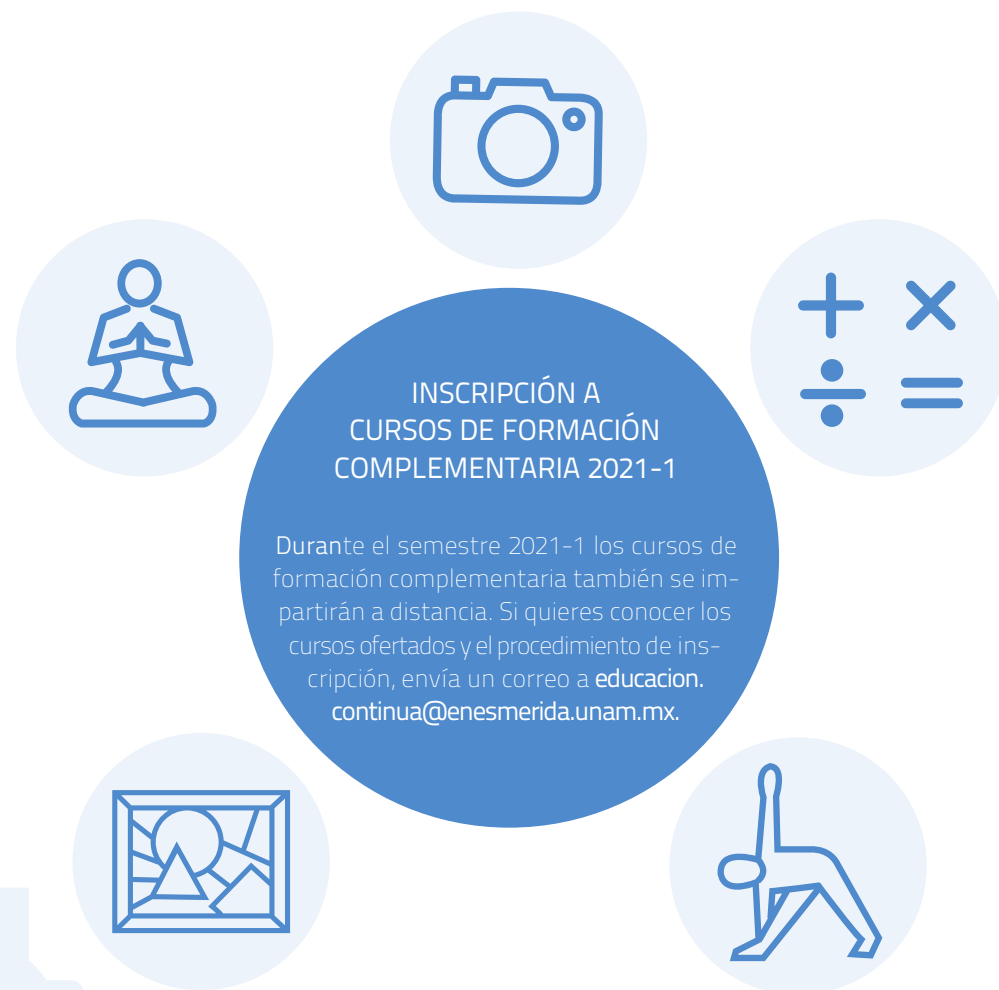 INSCRIPCIÓN A
CURSOS DE FORMACIÓN
COMPLEMENTARIA 2021-1
Durante el semestre 2021-1 los cursos de
formación complementaria también se im-
partirán a distancia. Si quieres conocer los
cursos ofertados y el procedimiento de ins-
cripción, envía un correo a educacion.
continua@enesmerida.unam.mx.